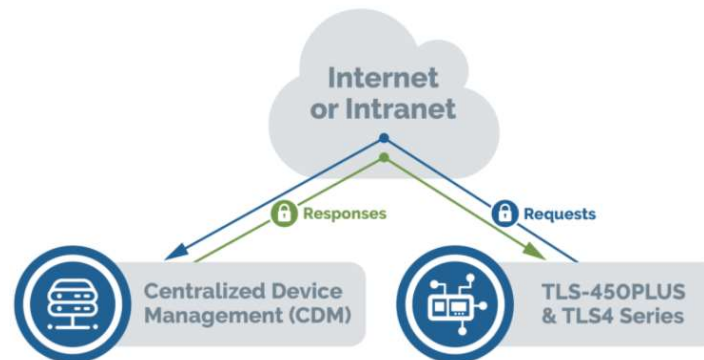 Internet
or Intranet
Responses
Requests
Centralized Device
Management (CDM)
TLS-450PLUS
& TLS4 Series